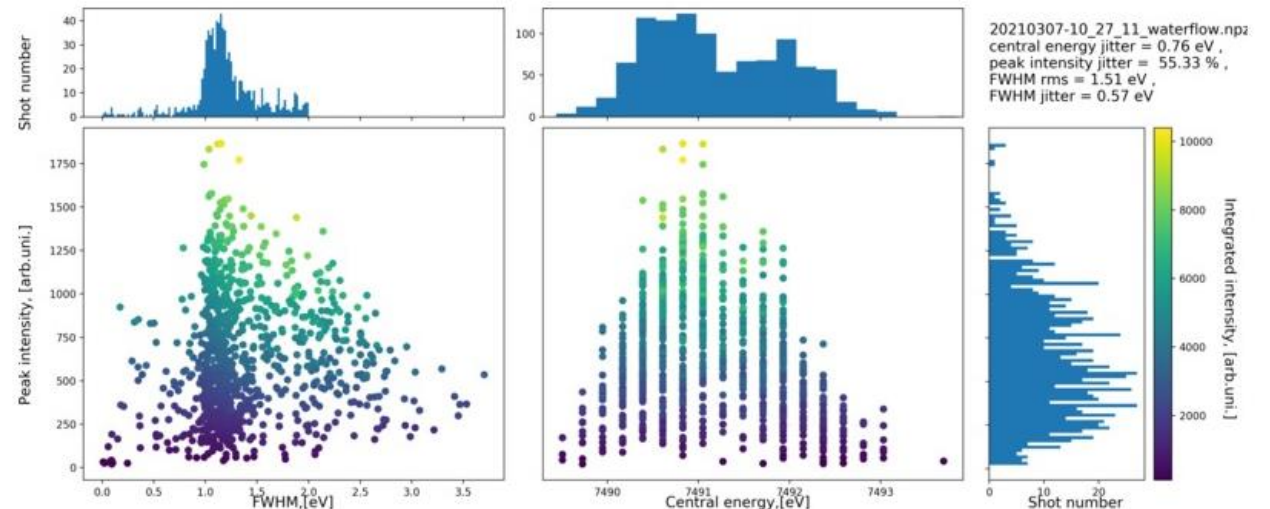 Shot number
40
30
20
10
0
100
50
0
20210307-10_27_11_waterflow.npz
central energy jitter = 0.76 eV ,
peak intensity jitter =  55.33 % ,
FWHM rms = 1.51 eV ,
FWHM jitter = 0.57 eV
Peak intensity, [arb.uni.]
1750
1500
1250
1000
750
500
250
0
0.0 0.5 1.0 1.5 2.0 2.5 3.0 3.5
FWHM,[eV]
7490 7491 7492 7493
Central energy,[eV]
0 20
Shot number
10000
8000
6000
4000
2000
Integrated intensity, [arb.uni.]